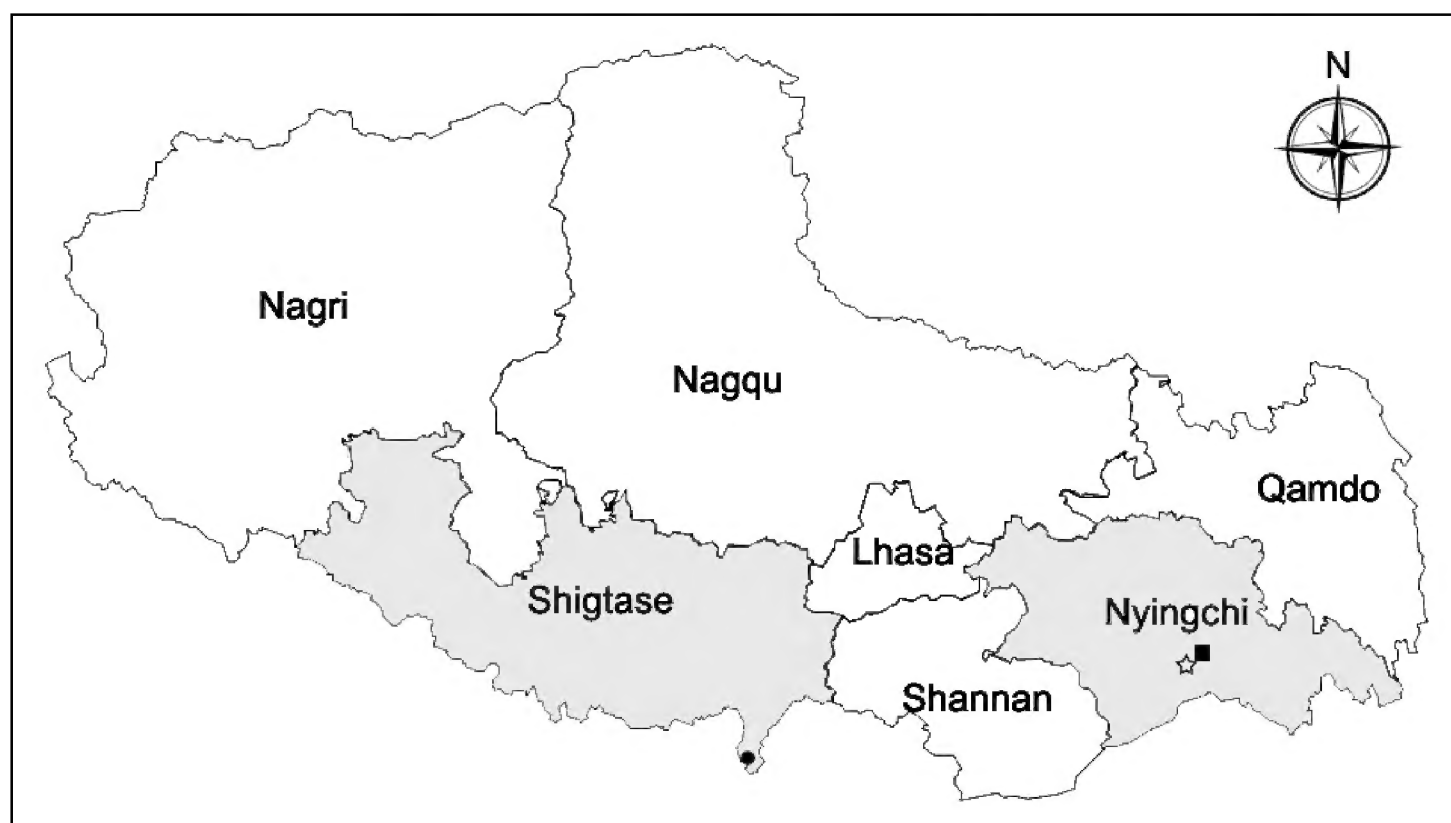 N
Nagri
Nagqu
Qamdo
Lhasa
Shigtase
Nyingchi
Shannan